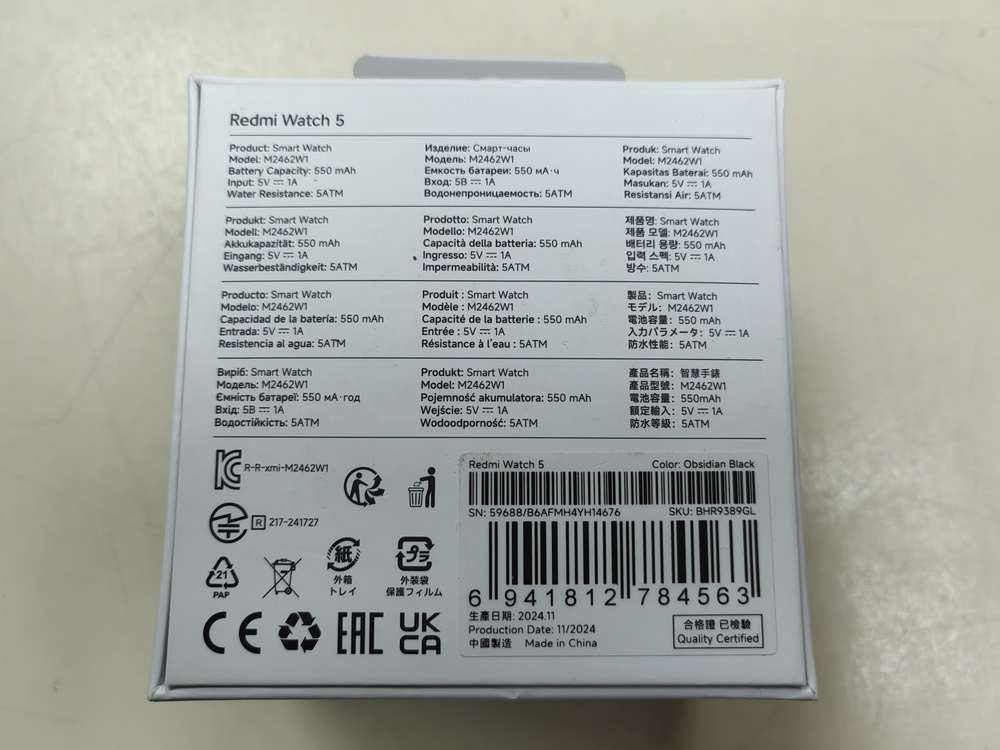 Redmi Watch 5
Product: Smart Watch
Model: M2462W1
Battery Capacity: 550 mAh
Input: 5V ⎓ 1A
Water Resistance: 5ATM
Изделие: Смарт-часы
Модель: M2462W1
Емкость батареи: 550 мА·ч
Вход: 5В ⎓ 1A
Водонепроницаемость: 5ATM
Produk: Smart Watch
Model: M2462W1
Kapasitas Baterai: 550 mAh
Masukan: 5V ⎓ 1A
Resistansi Air: 5ATM
Produkt: Smart Watch
Modell: M2462W1
Akkukapazität: 550 mAh
Eingang: 5V ⎓ 1A
Wasserbeständigkeit: 5ATM
Prodotto: Smart Watch
Modello: M2462W1
Capacità della batteria: 550 mAh
Ingresso: 5V ⎓ 1A
Impermeabilità: 5ATM
제품명: Smart Watch
제품 모델: M2462W1
배터리 용량: 550 mAh
입력 스펙: 5V ⎓ 1A
방수: 5ATM
Producto: Smart Watch
Modelo: M2462W1
Capacidad de la batería: 550 mAh
Entrada: 5V ⎓ 1A
Resistencia al agua: 5ATM
Produit : Smart Watch
Modèle : M2462W1
Capacité de la batterie : 550 mAh
Entrée : 5V ⎓ 1A
Résistance à l'eau : 5ATM
製品：Smart Watch
モデル：M2462W1
電池容量：550 mAh
入力パラメータ：5V ⎓ 1A
防水性能：5ATM
Виріб: Smart Watch
Модель: M2462W1
Ємність батареї: 550 мА·год
Вхід: 5В ⎓ 1A
Водостійкість: 5ATM
Produkt: Smart Watch
Model: M2462W1
Pojemność akumulatora: 550 mAh
Wejście: 5V ⎓ 1A
Wodoodporność: 5ATM
產品名稱：智慧手錶
產品型號：M2462W1
電池容量：550mAh
額定輸入：5V ⎓ 1A
防水等級：5ATM
R-R-xmi-M2462W1
R 217-241727
21
PAP
紙
外箱
トレイ
プラ
外装袋
保護フィルム
CE
EAC
UK
CA
Redmi Watch 5
Color: Obsidian Black
SN: 59688/B6AFMH4YH14676
SKU: BHR9389GL
6 941812 784563
生產日期: 2024.11
Production Date: 11/2024
中國製造 Made in China
合格證 已檢驗
Quality Certified